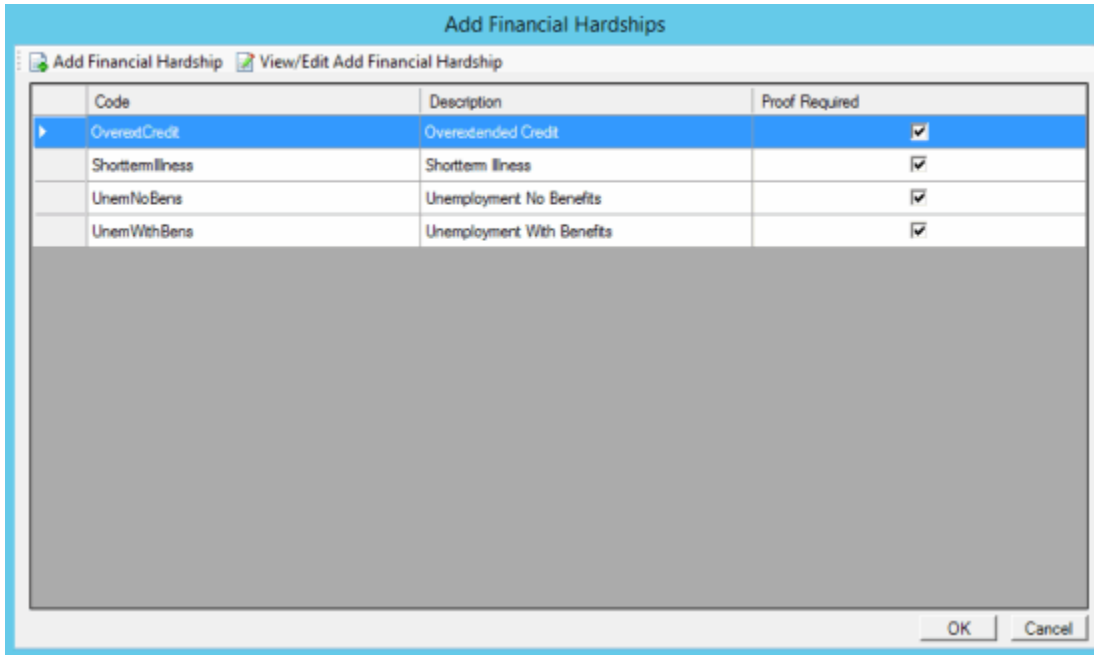 Add Financial Hardships
Add Financial Hardship View/Edit Add Financial Hardship
Code Description Proof Required
OverextCredit Overextended Credit
ShorttermIllness Shortterm Illness
UnemNoBens Unemployment No Benefits
UnemWithBens Unemployment With Benefits
OK Cancel